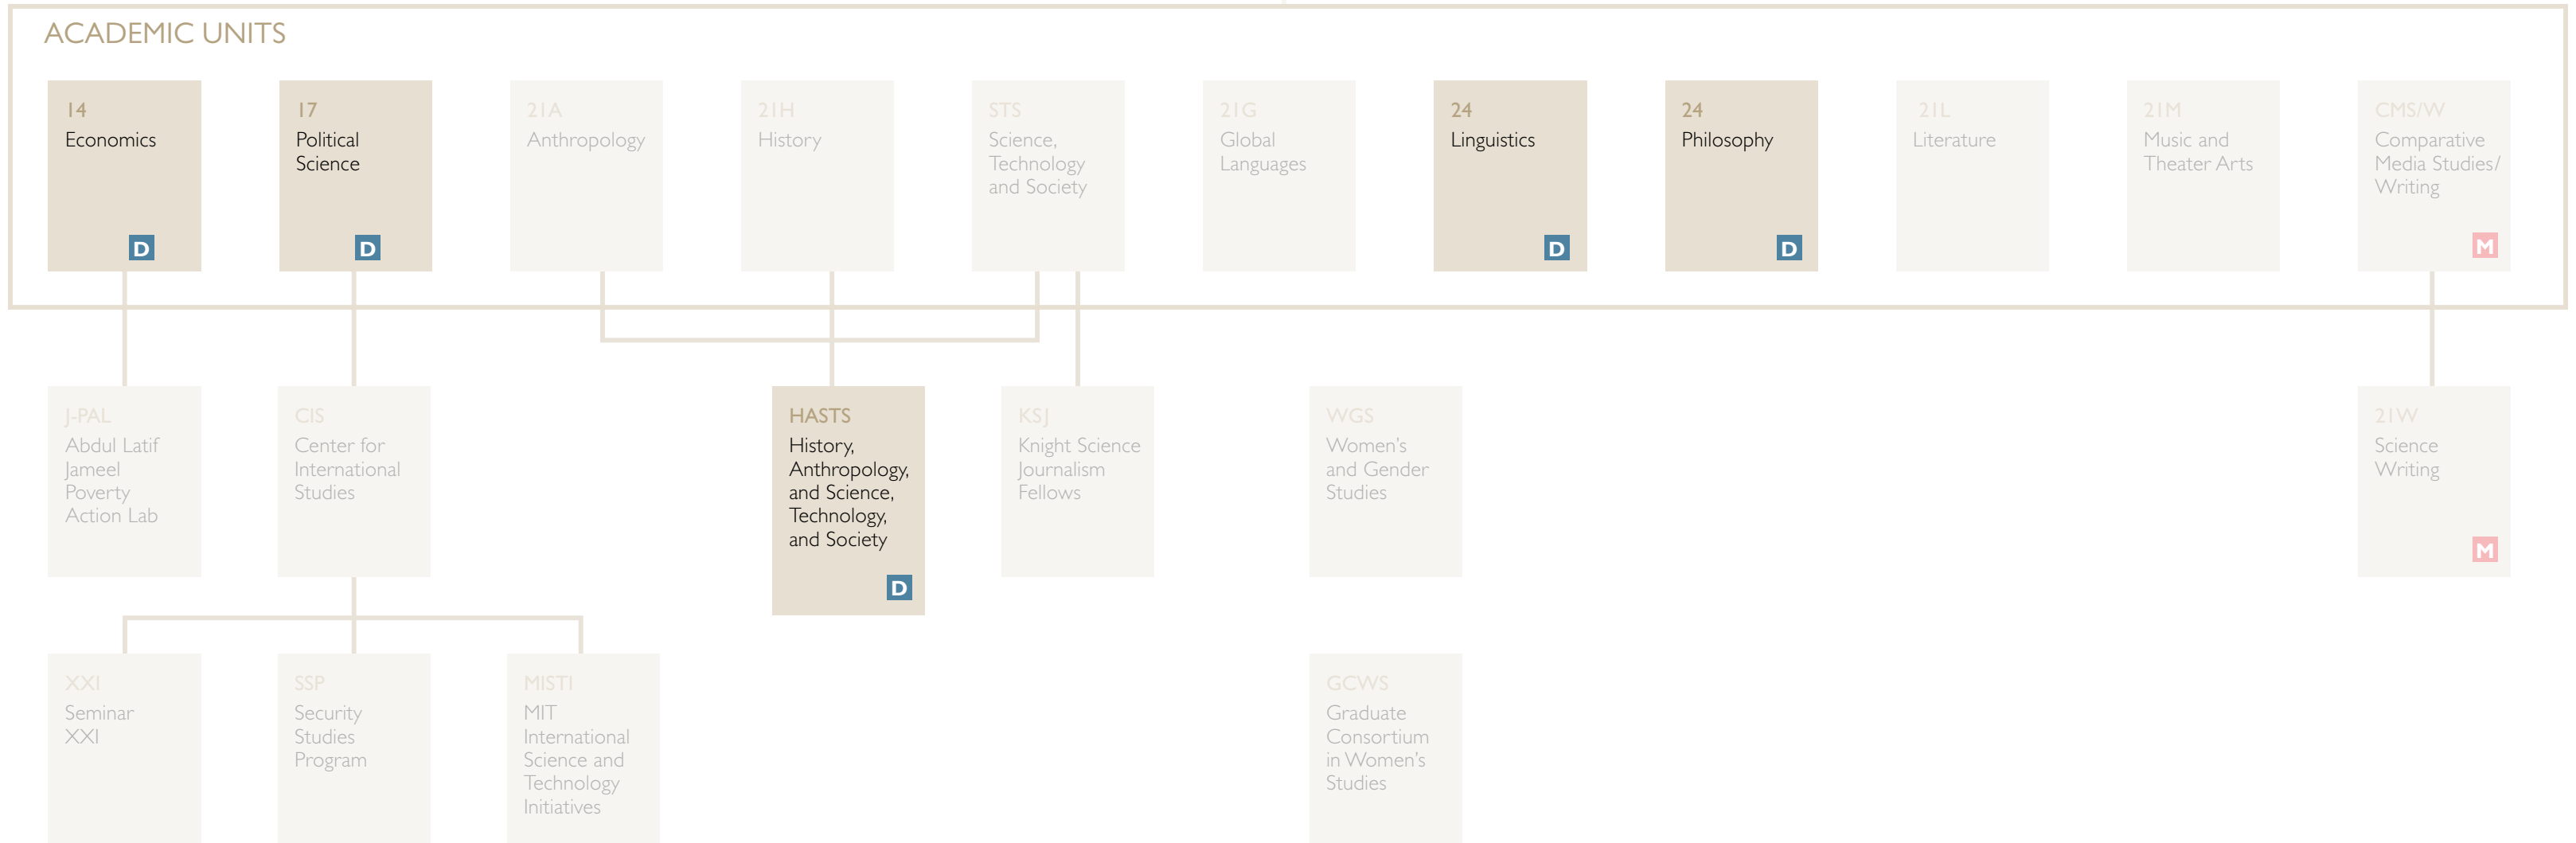 ACADEMIC UNITS
14
Economics
D
17
Political
Science
D
21A
Anthropology
21H
History
STS
Science,
Technology
and Society
21G
Global
Languages
24
Linguistics
D
24
Philosophy
D
21L
Literature
21M
Music and
Theater Arts
CMS/W
Comparative
Media Studies/
Writing
M
J-PAL
Abdul Latif
Jameel
Poverty
Action Lab
CIS
Center for
International
Studies
HASTS
History,
Anthropology,
and Science,
Technology,
and Society
D
KSJ
Knight Science
Journalism
Fellows
WGS
Women’s
and Gender
Studies
21W
Science
Writing
M
XXI
Seminar
XXI
SSP
Security
Studies
Program
MISTI
MIT
International
Science and
Technology
Initiatives
GCWS
Graduate
Consortium
in Women’s
Studies